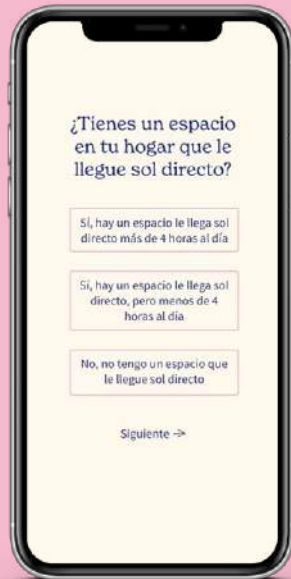 ¿Tienes un espacio
en tu hogar que le
llegue sol directo?
Sí, hay un espacio le llega sol
directo más de 4 horas al día
Sí, hay un espacio le llega sol
directo, pero menos de 4
horas al día
No, no tengo un espacio que
le llegue sol directo
Siguiente ->